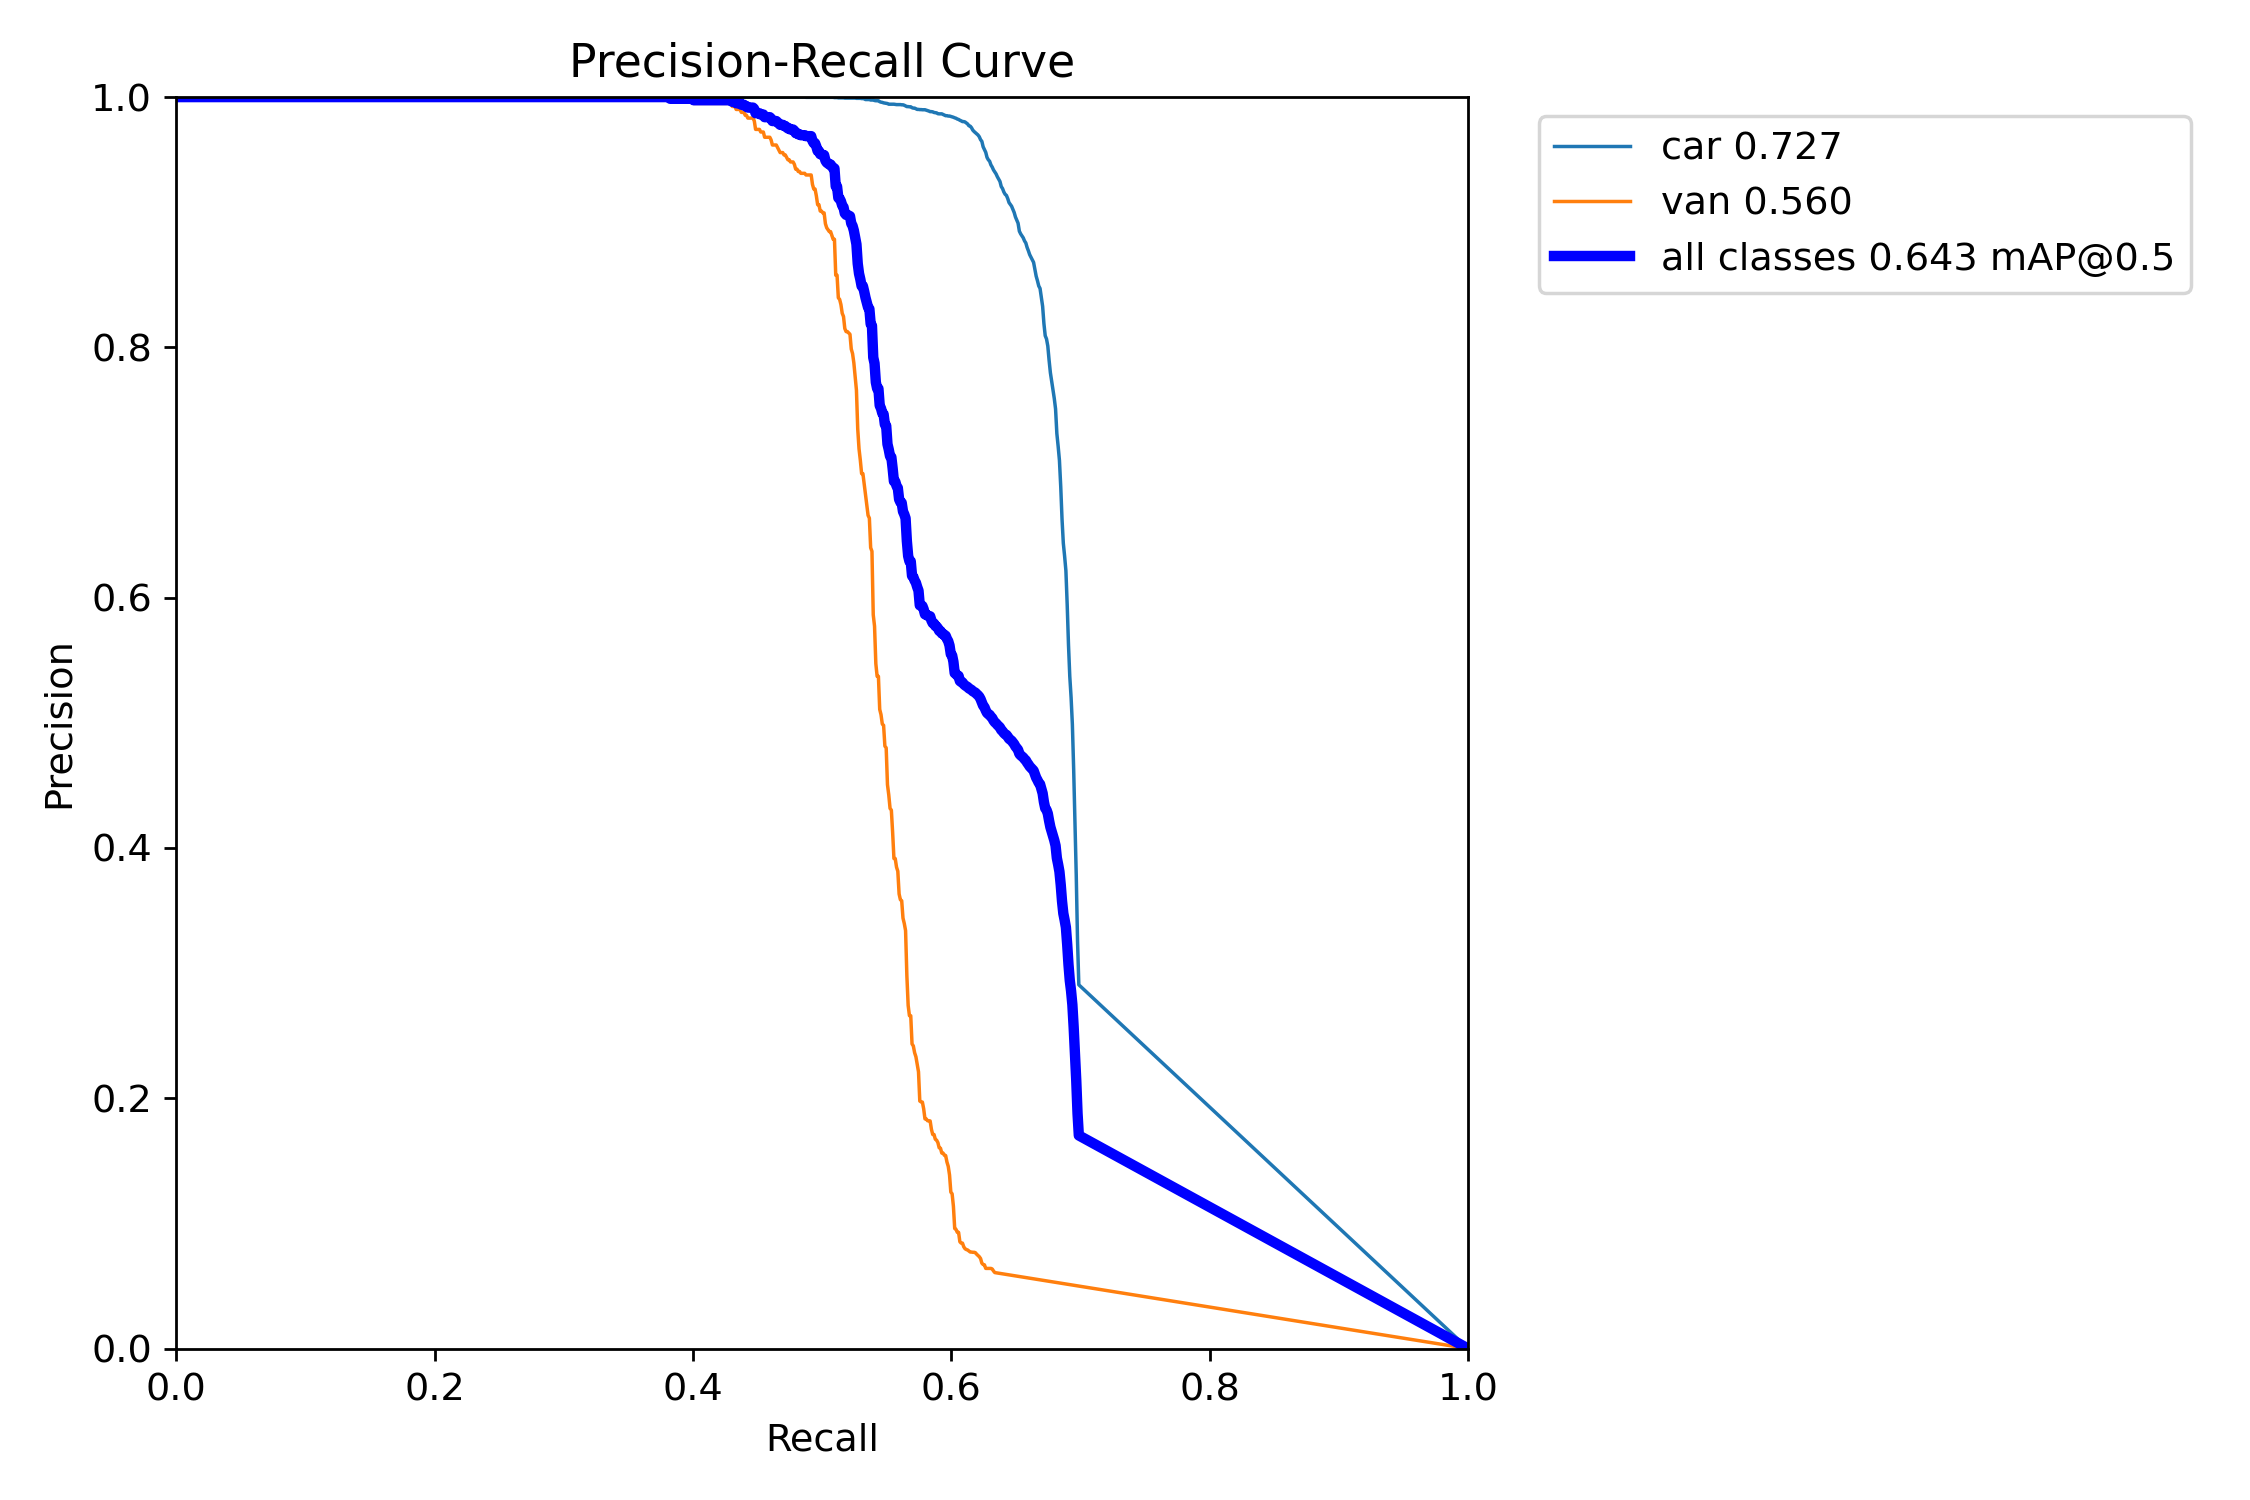 Precision-Recall Curve
1.0
0.8
0.6
0.4
0.2
0.0
Precision
0.0 0.2 0.4 0.6 0.8 1.0
Recall
car 0.727
van 0.560
all classes 0.643 mAP@0.5